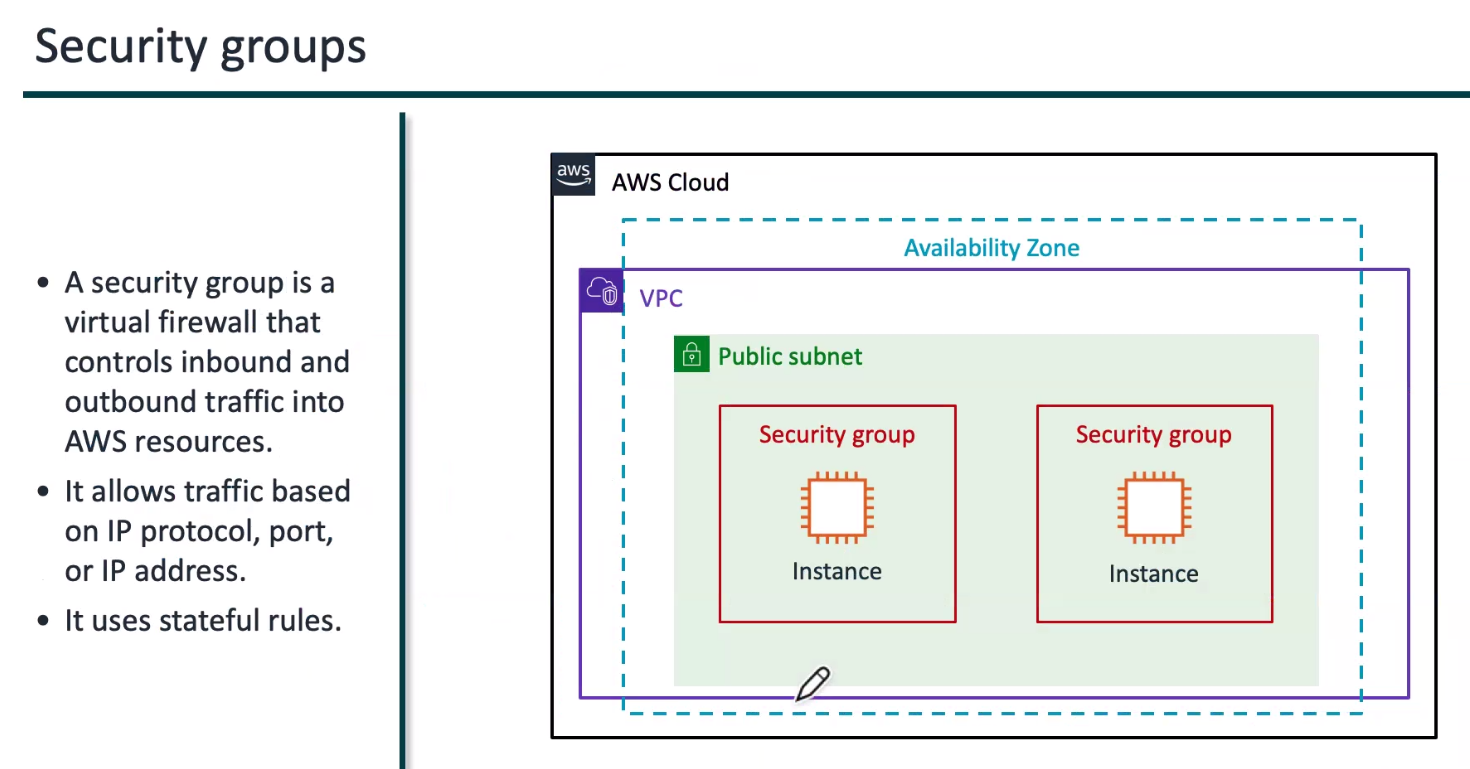 Security groups
• A security group is a
virtual firewall that
controls inbound and
outbound traffic into
AWS resources.
• It allows traffic based
on IP protocol, port,
or IP address.
• It uses stateful rules.
aws
AWS Cloud
Availability Zone
VPC
Public subnet
Security group
Instance
Security group
Instance